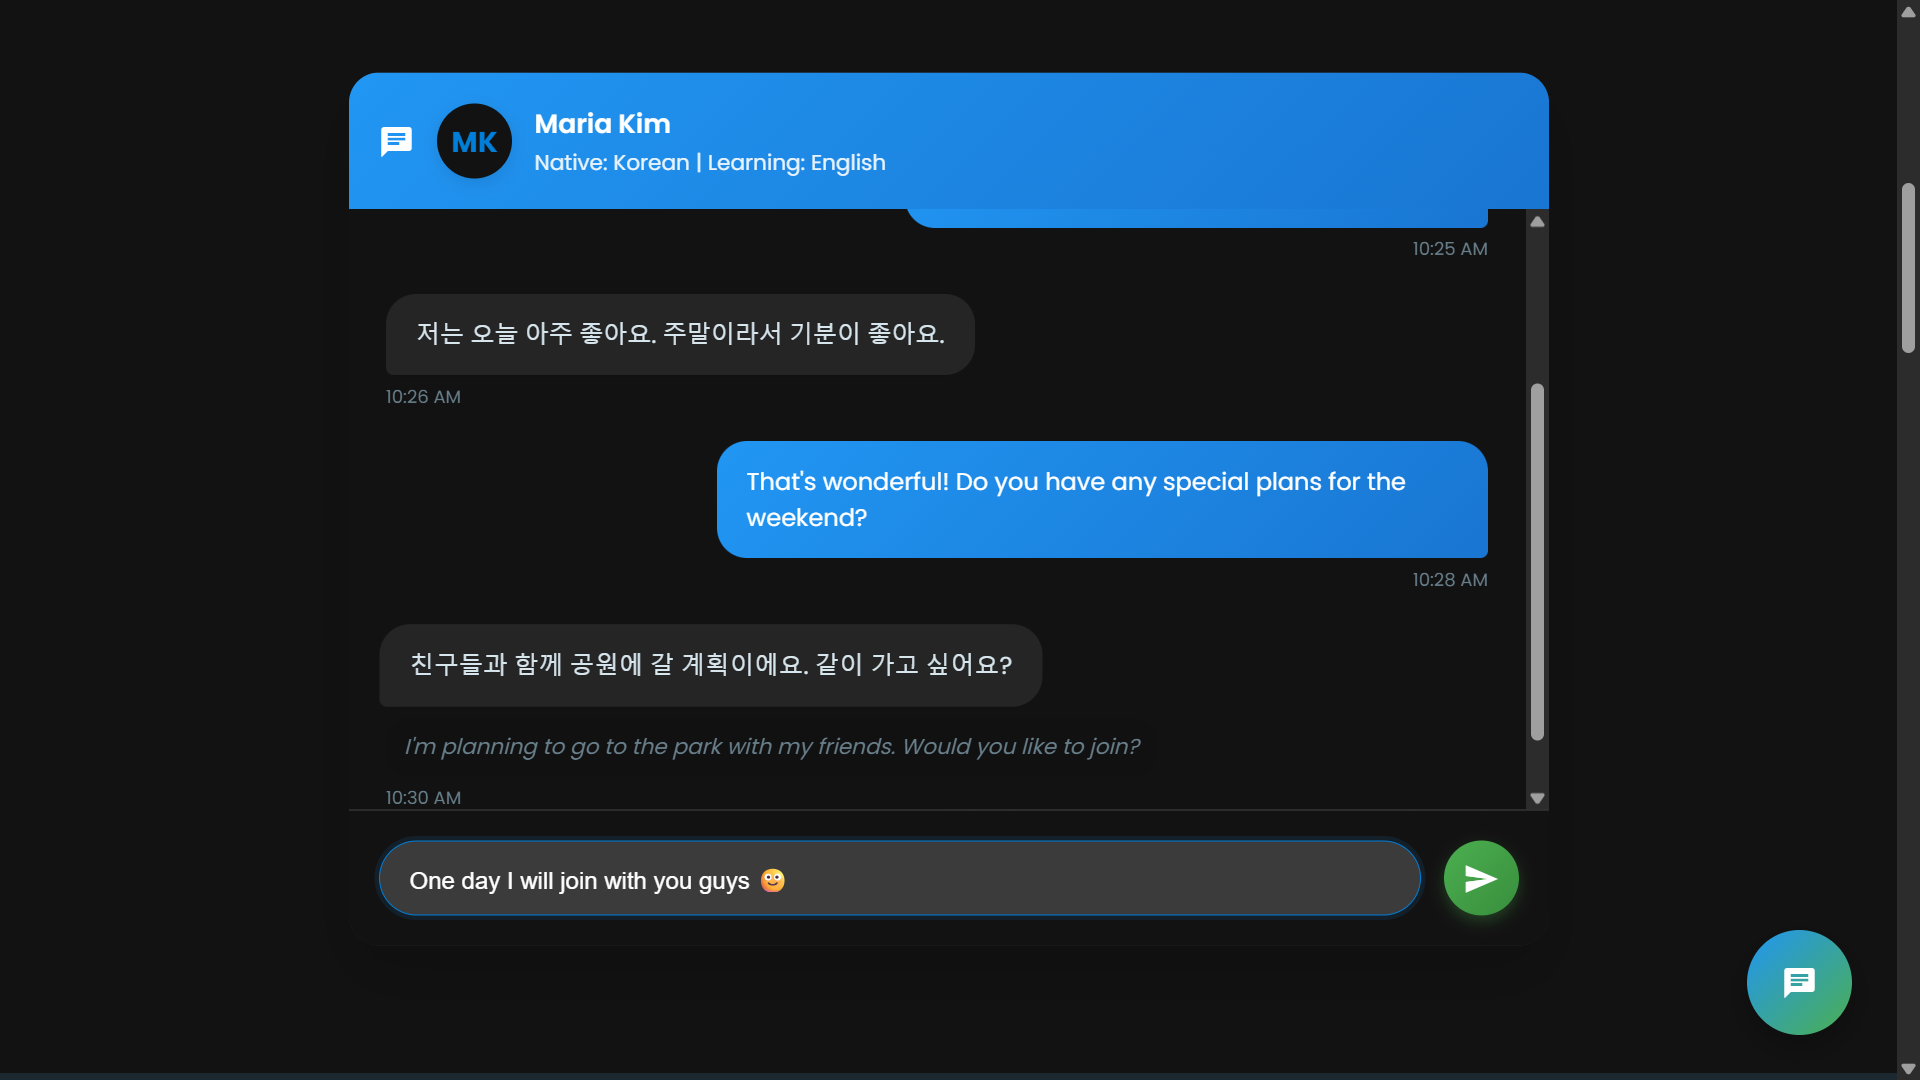 MK
Maria Kim
Native: Korean | Learning: English
10:25 AM
저는 오늘 아주 좋아요. 주말이라서 기분이 좋아요.
10:26 AM
That's wonderful! Do you have any special plans for the
weekend?
10:28 AM
친구들과 함께 공원에 갈 계획이에요. 같이 가고 싶어요?
I'm planning to go to the park with my friends. Would you like to join?
10:30 AM
One day I will join with you guys 🙂